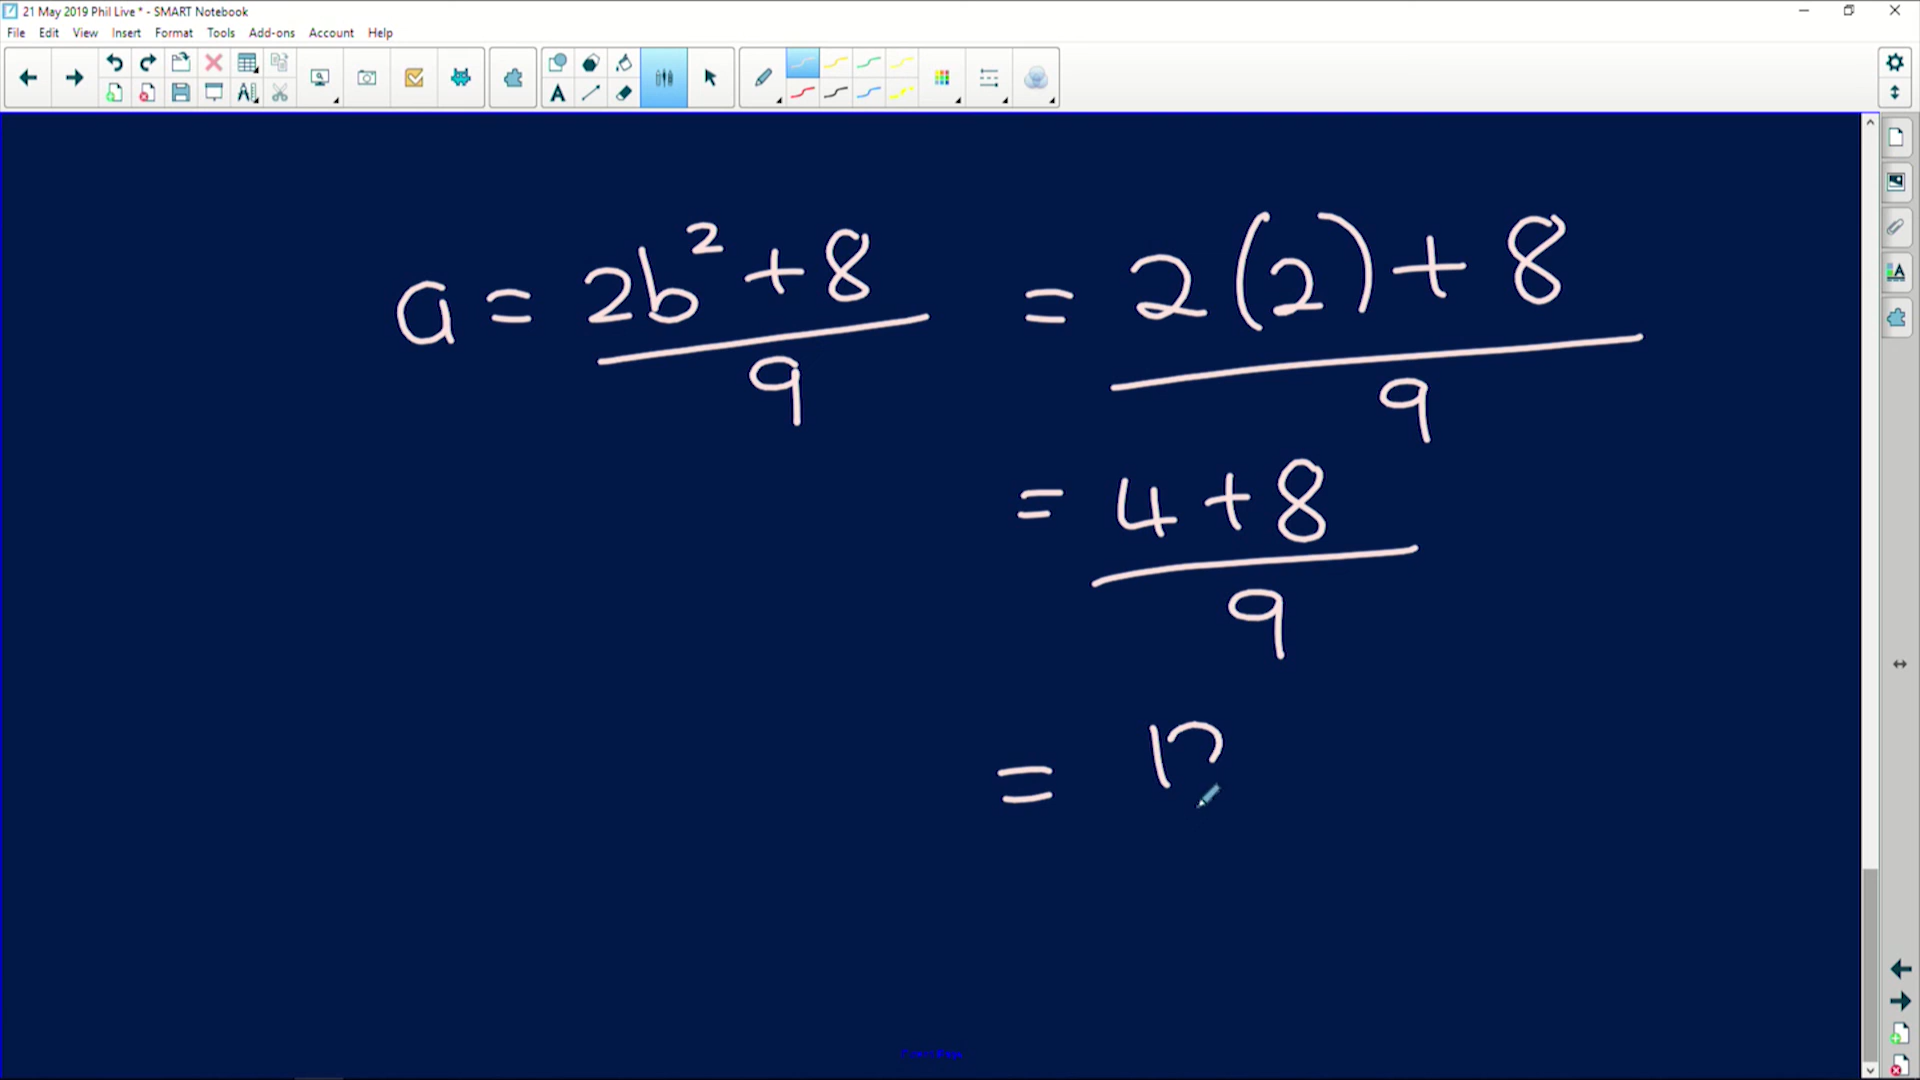 21 May 2019 Phil Live * - SMART Notebook
File Edit View Insert Format Tools Add-ons Account Help
a = 2b² + 8 / 9 = 2(2) + 8 / 9
= 4 + 8 / 9
=